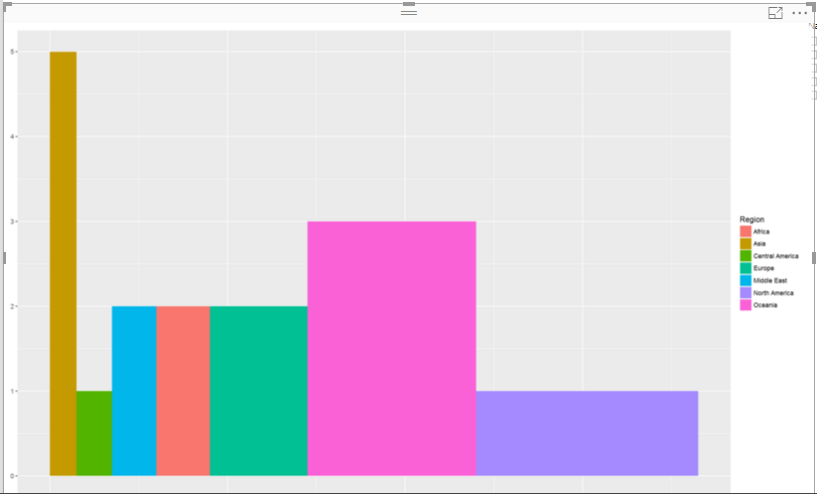 5
4
3
2
1
0
Region
Africa
Asia
Central America
Europe
Middle East
North America
Oceania